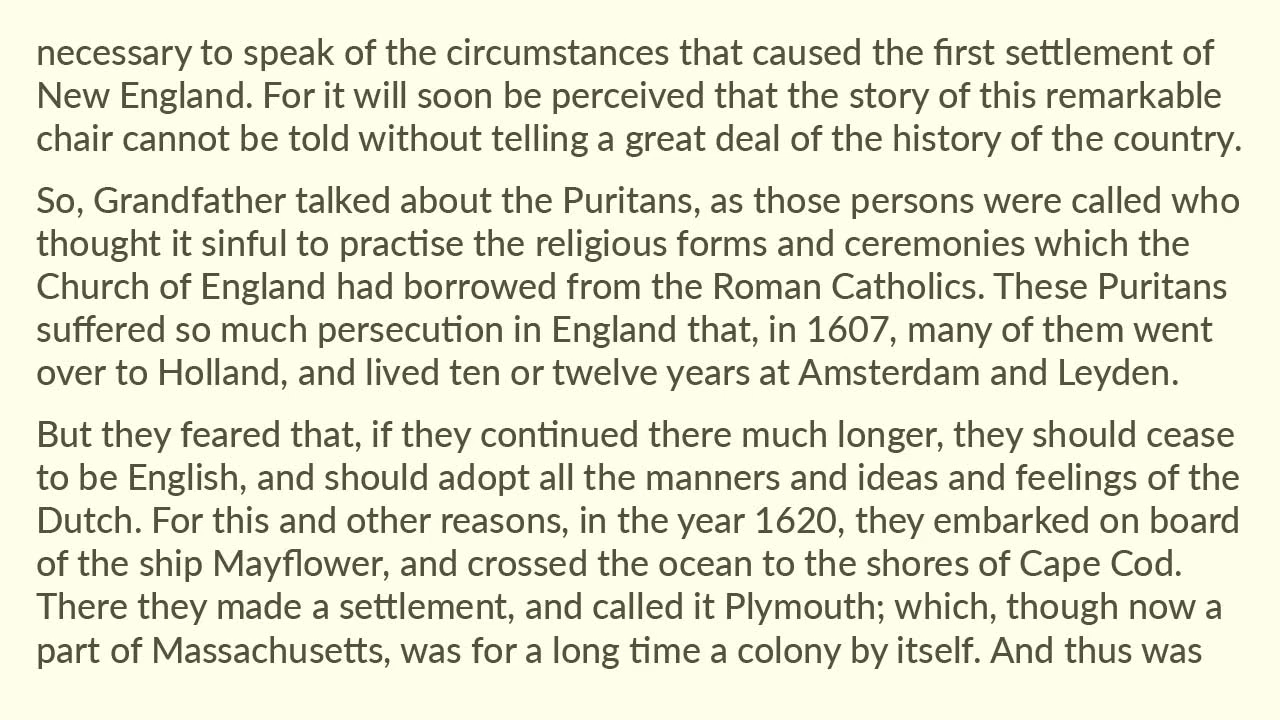 necessary to speak of the circumstances that caused the first settlement of
New England. For it will soon be perceived that the story of this remarkable
chair cannot be told without telling a great deal of the history of the country.
So, Grandfather talked about the Puritans, as those persons were called who
thought it sinful to practise the religious forms and ceremonies which the
Church of England had borrowed from the Roman Catholics. These Puritans
suffered so much persecution in England that, in 1607, many of them went
over to Holland, and lived ten or twelve years at Amsterdam and Leyden.
But they feared that, if they continued there much longer, they should cease
to be English, and should adopt all the manners and ideas and feelings of the
Dutch. For this and other reasons, in the year 1620, they embarked on board
of the ship Mayflower, and crossed the ocean to the shores of Cape Cod.
There they made a settlement, and called it Plymouth; which, though now a
part of Massachusetts, was for a long time a colony by itself. And thus was